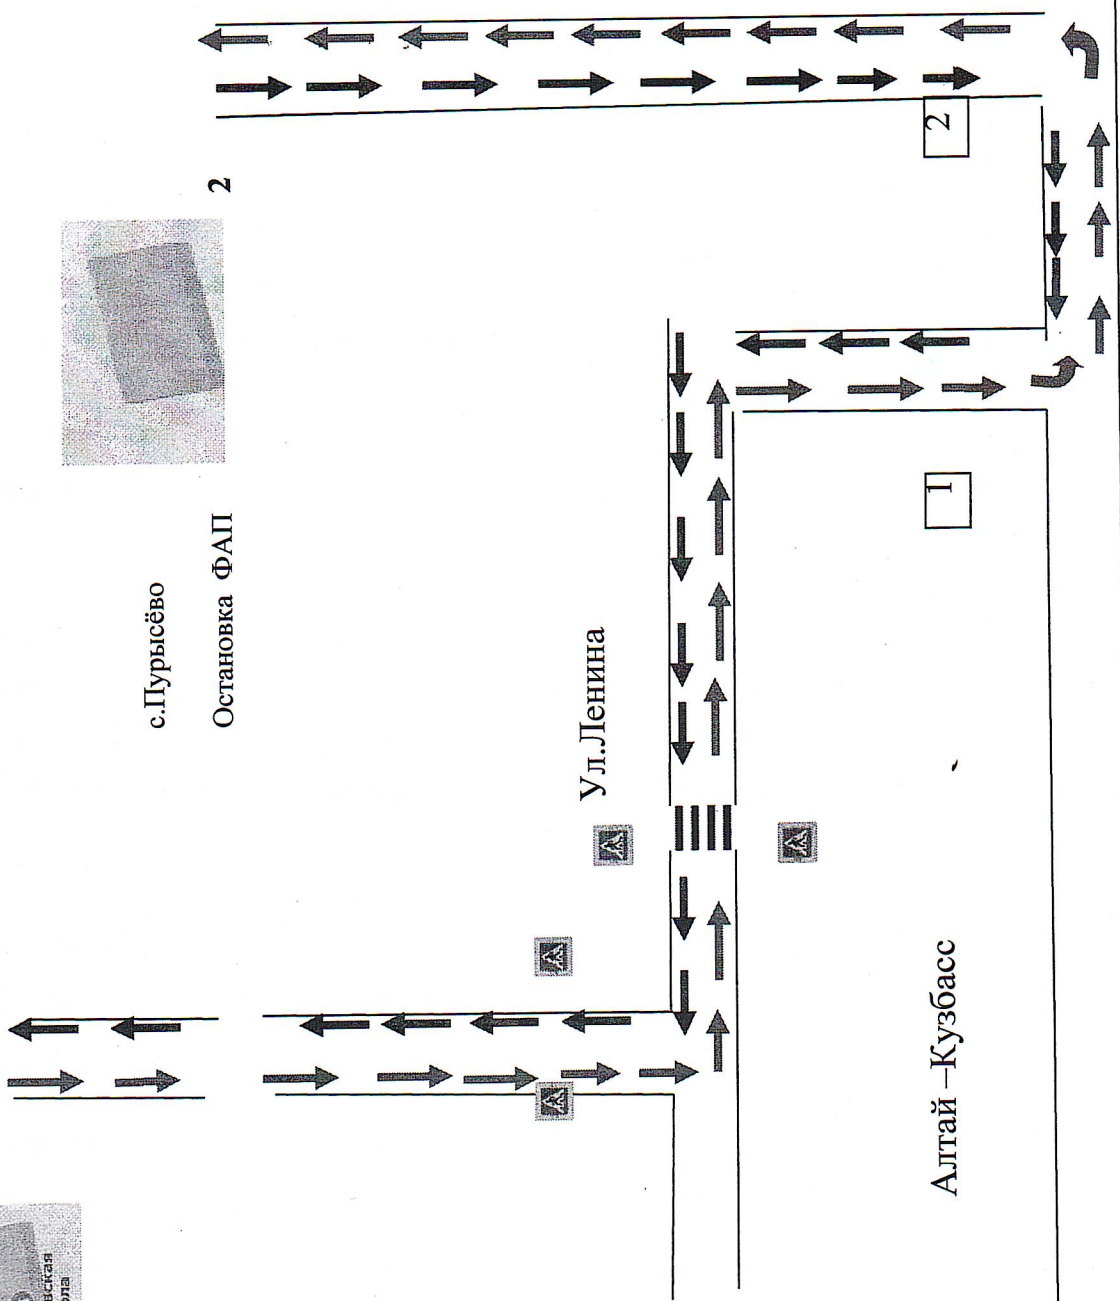 с.Пурысёво
Остановка ФАП
2
Ул.Ленина
Алтай –Кузбасс
1
2